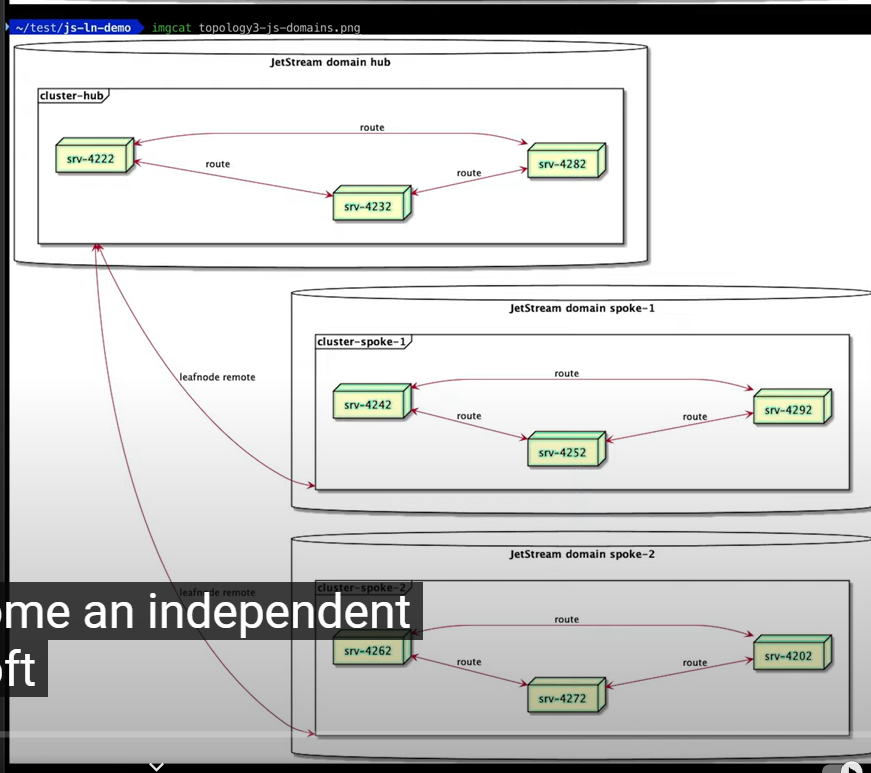 ~/test/js-ln-demo imgcat topology3-js-domains.png
JetStream domain hub
cluster-hub
route
srv-4222
srv-4282
route
route
srv-4232
JetStream domain spoke-1
cluster-spoke-1
leafnode remote
route
srv-4242
srv-4292
route
route
srv-4252
JetStream domain spoke-2
cluster-spoke-2
leafnode remote
ome an independent
route
srv-4262
srv-4202
oft
route
route
srv-4272